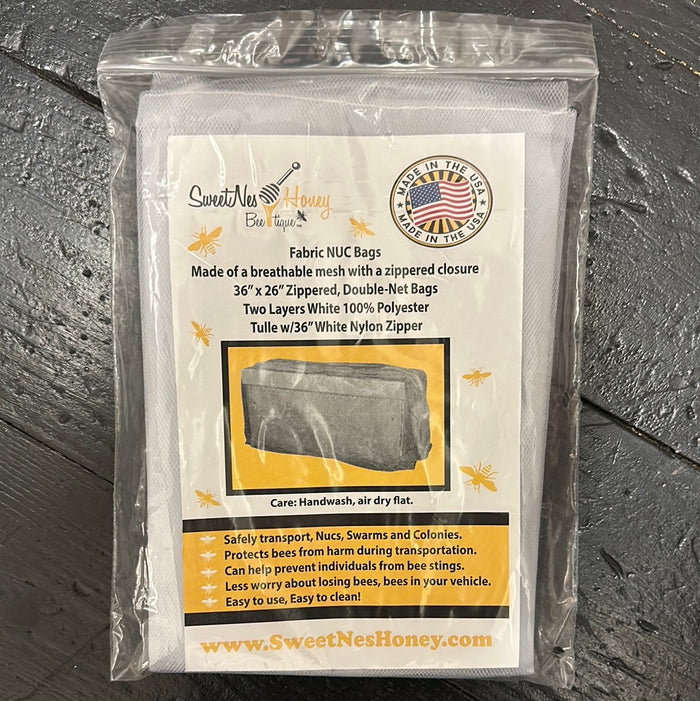 SweetNes Honey
Bee tique
MADE IN THE USA
MADE IN THE USA
Fabric NUC Bags
Made of a breathable mesh with a zippered closure
36" x 26" Zippered, Double-Net Bags
Two Layers White 100% Polyester
Tulle w/36" White Nylon Zipper
Care: Handwash, air dry flat.
Safely transport, Nucs, Swarms and Colonies.
Protects bees from harm during transportation.
Can help prevent individuals from bee stings.
Less worry about losing bees, bees in your vehicle.
Easy to use, Easy to clean!
www.SweetNesHoney.com